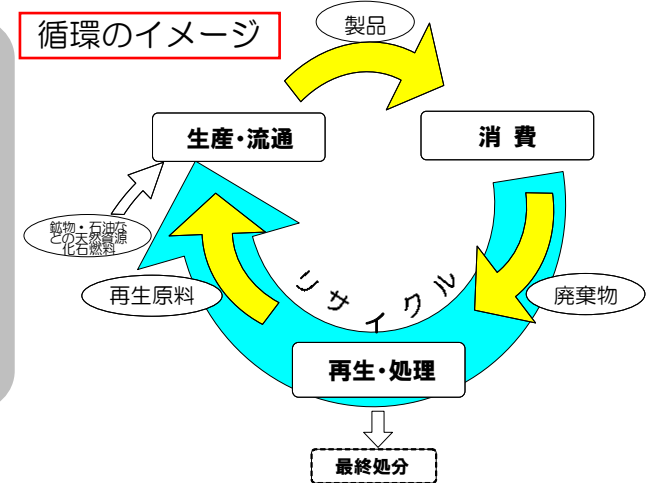 循環のイメージ
製品
生産・流通
消 費
鉱物・石油な
どの天然資源
化石燃料
再生原料
リサイクル
廃棄物
再生・処理
最終処分